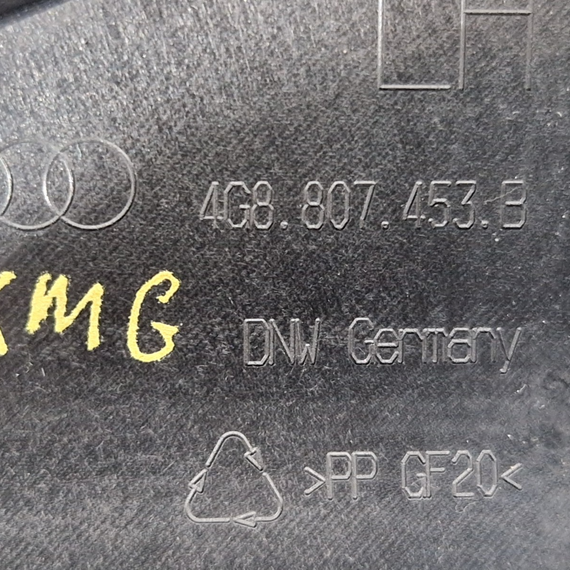 LH
4G8.807.453.B
MG
DNW Germany
>PP GF20<